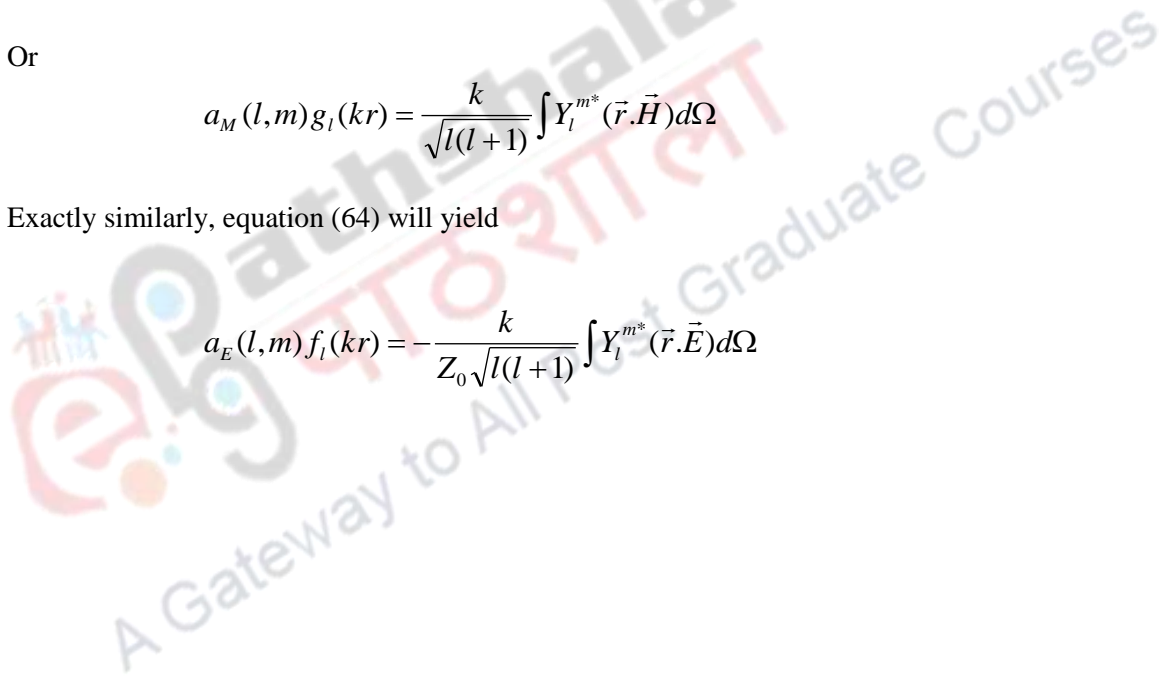 Or
$a_M(l,m)g_l(kr) = \frac{k}{\sqrt{l(l+1)}} \int Y_l^{m*}(\vec{r}.\vec{H})d\Omega$
Exactly similarly, equation (64) will yield
$a_E(l,m)f_l(kr) = -\frac{k}{Z_0\sqrt{l(l+1)}} \int Y_l^{m*}(\vec{r}.\vec{E})d\Omega$
Pathshala
पाठशाला
A Gateway to All Post Graduate Courses